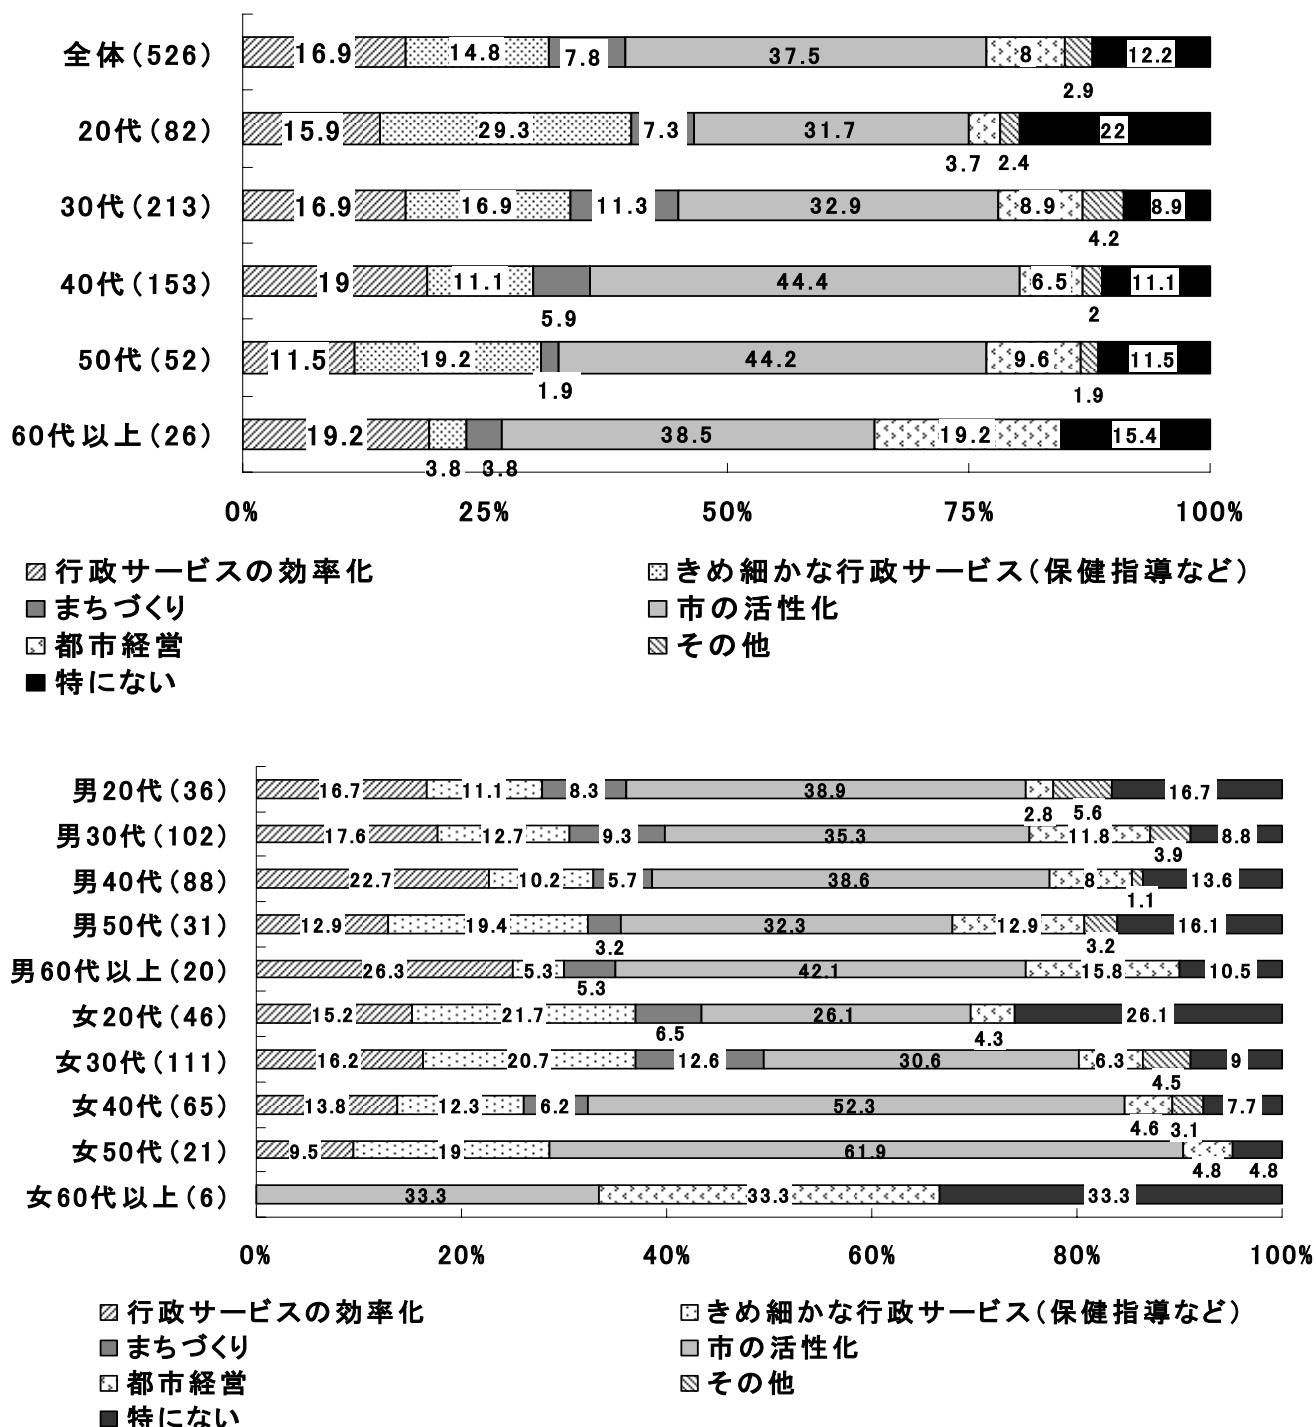 全体(526) 16.9 14.8 7.8 37.5 8 12.2
2.9
20代(82) 15.9 29.3 7.3 31.7 22
3.7 2.4
30代(213) 16.9 16.9 11.3 32.9 8.9 8.9
4.2
40代(153) 19 11.1 44.4 6.5 11.1
5.9 2
50代(52) 11.5 19.2 44.2 9.6 11.5
1.9 1.9
60代以上(26) 19.2 38.5 19.2 15.4
3.8 3.8
0% 25% 50% 75% 100%
行政サービスの効率化 きめ細かな行政サービス(保健指導など)
まちづくり 市の活性化
都市経営 その他
特にない
男20代(36) 16.7 11.1 8.3 38.9 16.7
2.8 5.6
男30代(102) 17.6 12.7 9.3 35.3 11.8 8.8
3.9
男40代(88) 22.7 10.2 5.7 38.6 8 13.6
1.1
男50代(31) 12.9 19.4 32.3 12.9 16.1
3.2 3.2
男60代以上(20) 26.3 5.3 42.1 15.8 10.5
5.3
女20代(46) 15.2 21.7 26.1 26.1
6.5 4.3
女30代(111) 16.2 20.7 12.6 30.6 6.3 9
4.5
女40代(65) 13.8 12.3 6.2 52.3 7.7
4.6 3.1
女50代(21) 9.5 19 61.9
4.8 4.8
女60代以上(6) 33.3 33.3 33.3
0% 20% 40% 60% 80% 100%
行政サービスの効率化 きめ細かな行政サービス(保健指導など)
まちづくり 市の活性化
都市経営 その他
特にない